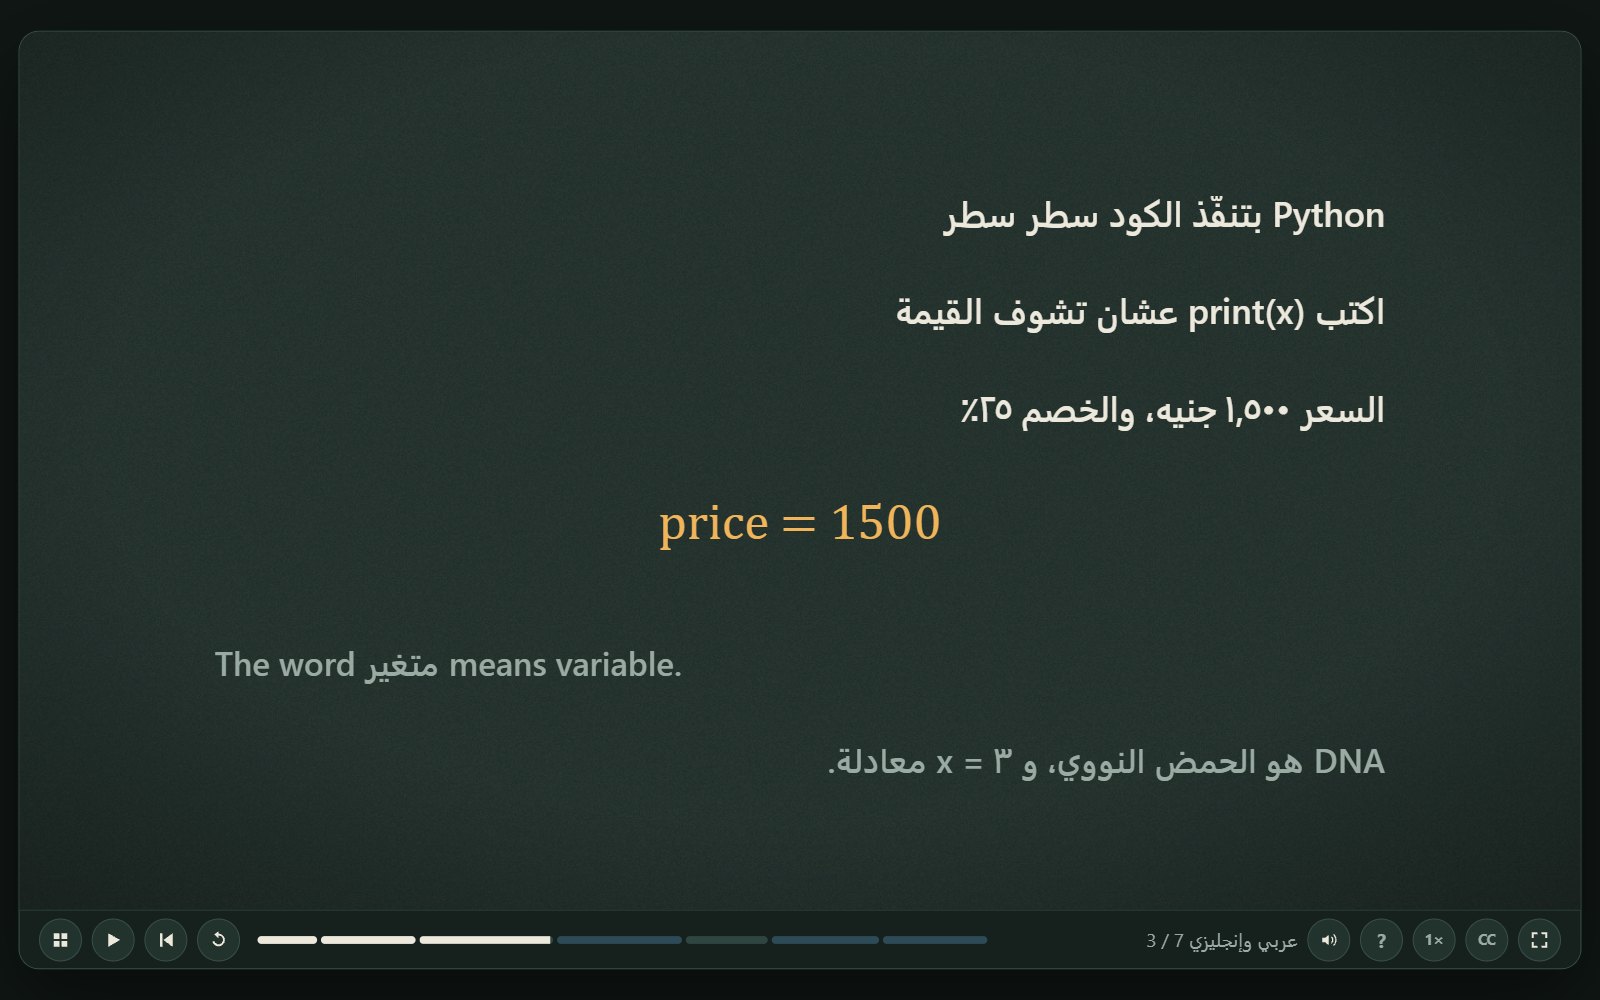 Python بتنفّذ الكود سطر سطر
اكتب print(x) عشان تشوف القيمة
السعر ١,٥٠٠ جنيه، والخصم ٢٥٪
price = 1500
The word متغير means variable.
DNA هو الحمض النووي، و x = ٣ معادلة.
عربي وإنجليزي 3 / 7
?
1×
CC